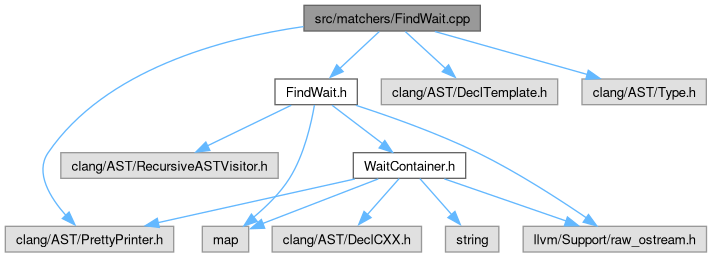 src/matchers/FindWait.cpp
FindWait.h
clang/AST/DeclTemplate.h
clang/AST/Type.h
clang/AST/RecursiveASTVisitor.h
WaitContainer.h
clang/AST/PrettyPrinter.h
map
clang/AST/DeclCXX.h
string
llvm/Support/raw_ostream.h